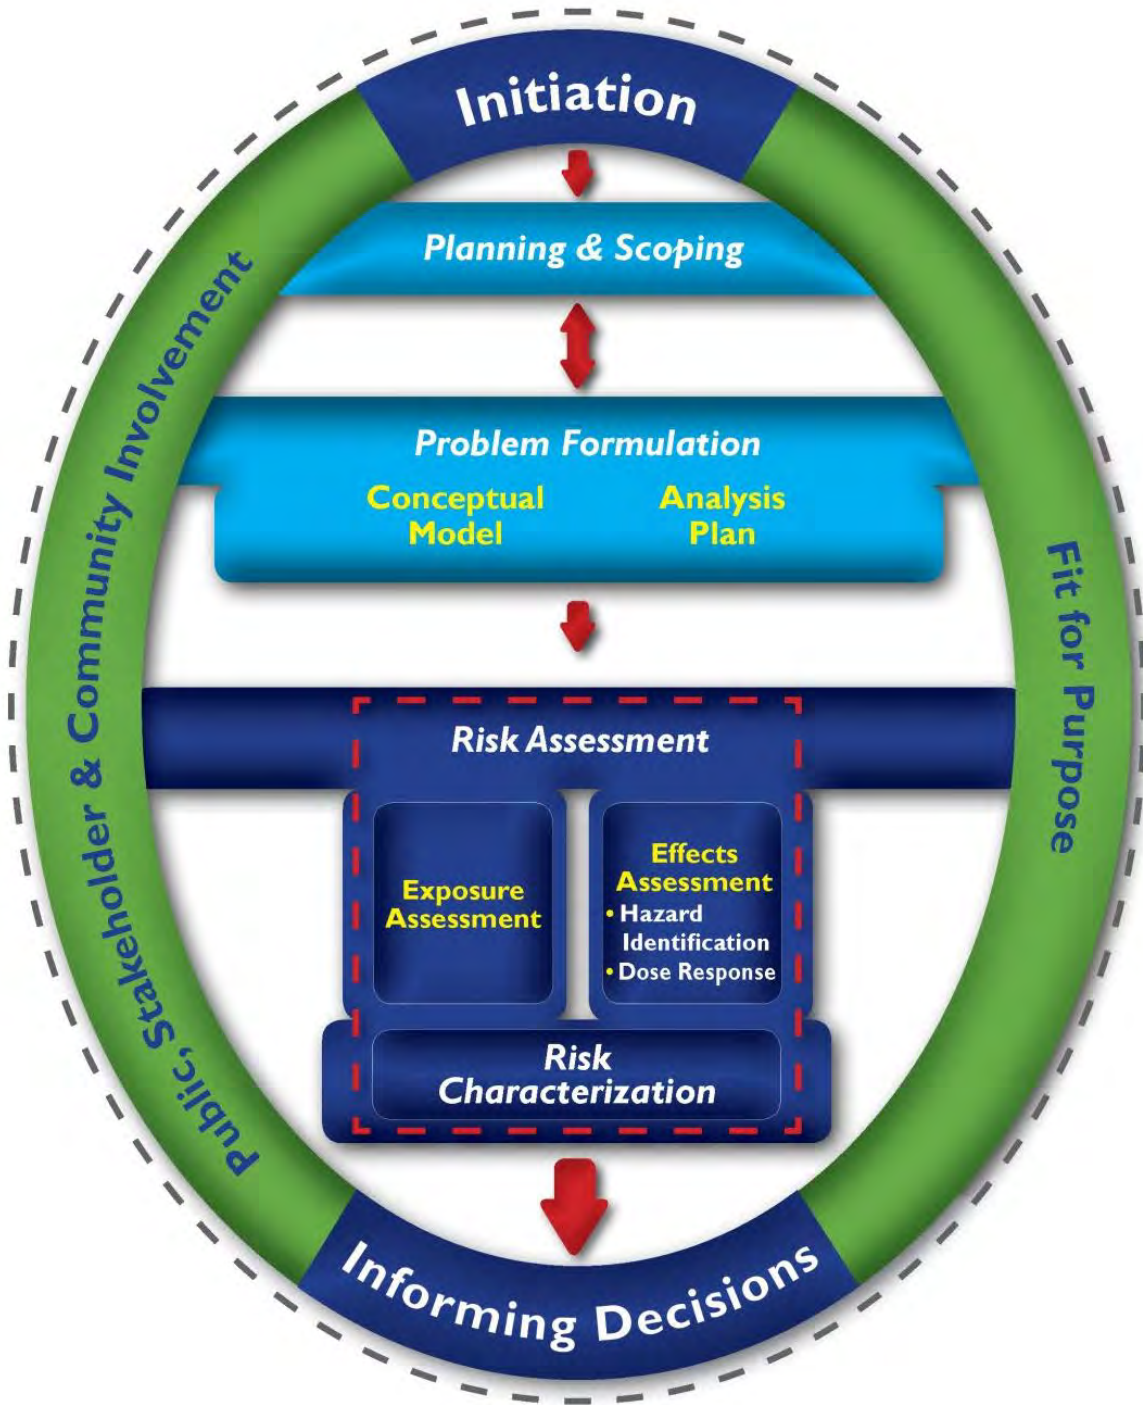 Initiation
Planning & Scoping
Problem Formulation
Conceptual
Model
Analysis
Plan
Public, Stakeholder & Community Involvement
Fit for Purpose
Risk Assessment
Exposure
Assessment
Effects
Assessment
• Hazard
Identification
• Dose Response
Risk
Characterization
Informing Decisions